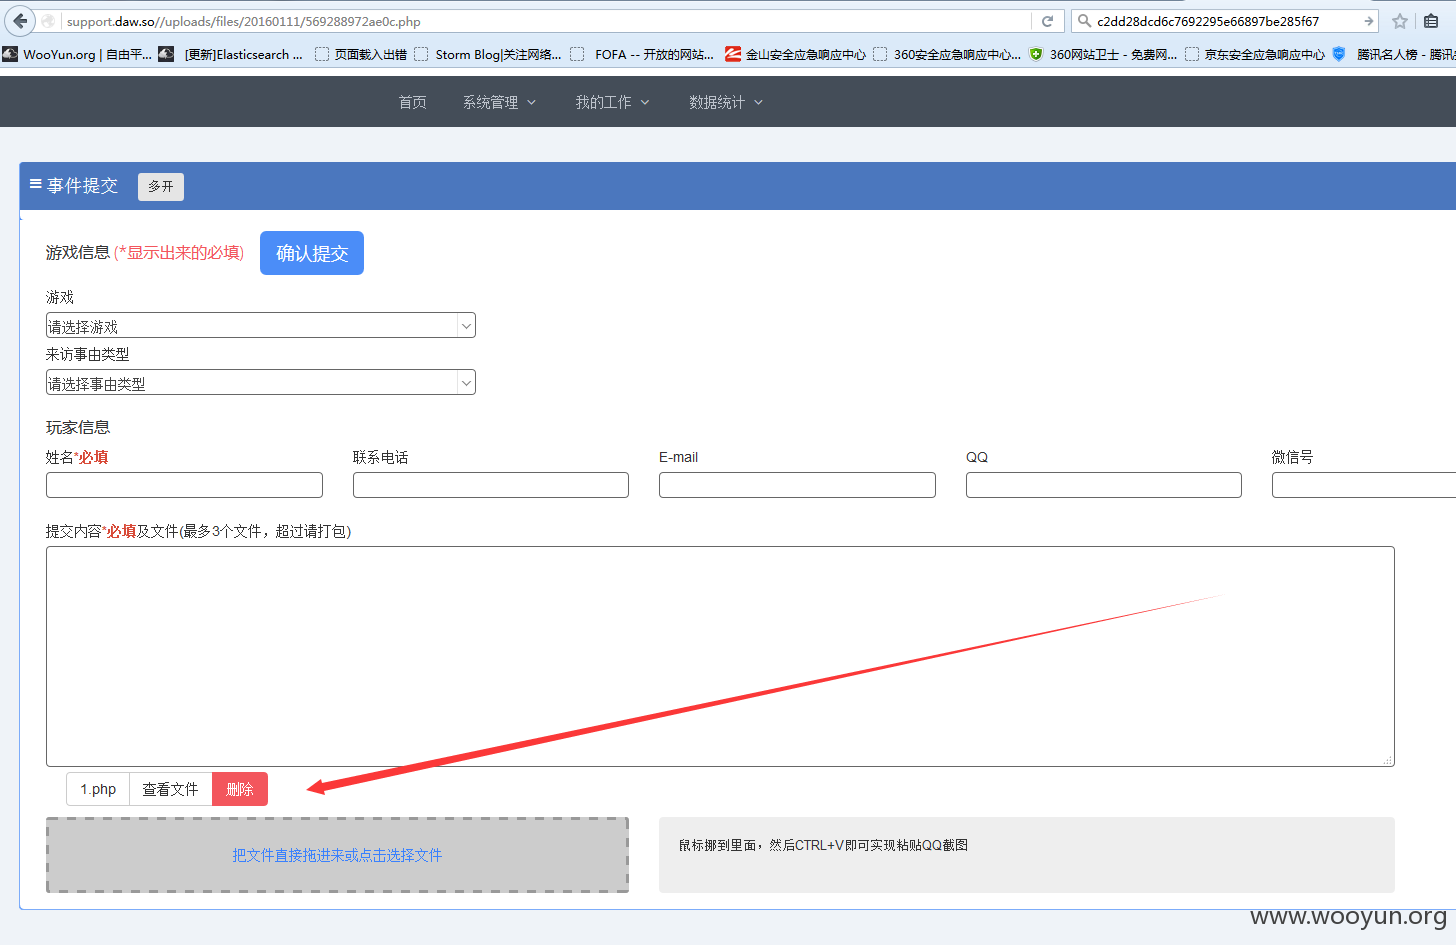 support.daw.so//uploads/files/20160111/569288972ae0c.php
c2dd28dcd6c7692295e66897be285f67
WooYun.org | 自由平...
[更新]Elasticsearch ...
页面载入出错
Storm Blog|关注网络...
FOFA -- 开放的网站...
金山安全应急响应中心
360安全应急响应中心...
360网站卫士 - 免费网...
京东安全应急响应中心
腾讯名人榜 - 腾讯
首页
系统管理
我的工作
数据统计
事件提交
多开
游戏信息 (*显示出来的必填)
确认提交
游戏
请选择游戏
来访事由类型
请选择事由类型
玩家信息
姓名*必填
联系电话
E-mail
QQ
微信号
提交内容*必填及文件(最多3个文件，超过请打包)
1.php
查看文件
删除
把文件直接拖进来或点击选择文件
鼠标挪到里面，然后CTRL+V即可实现粘贴QQ截图
www.wooyun.org